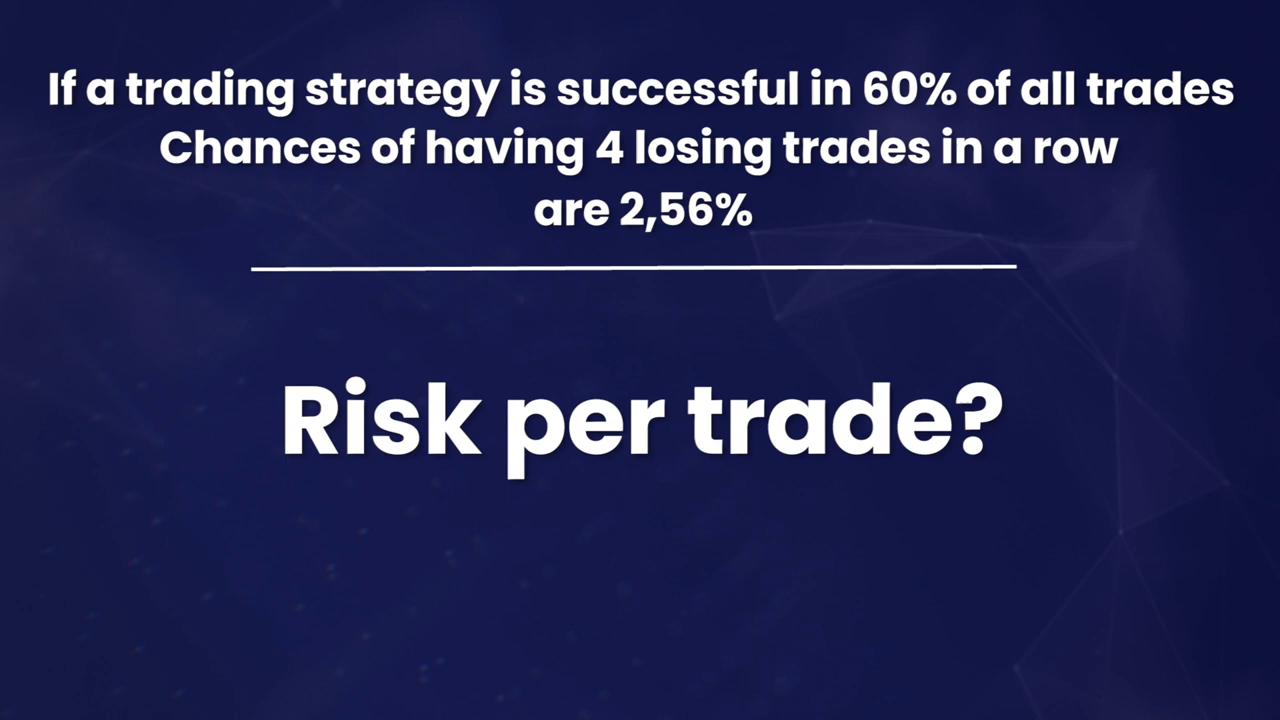 If a trading strategy is successful in 60% of all trades
Chances of having 4 losing trades in a row
are 2,56%
Risk per trade?